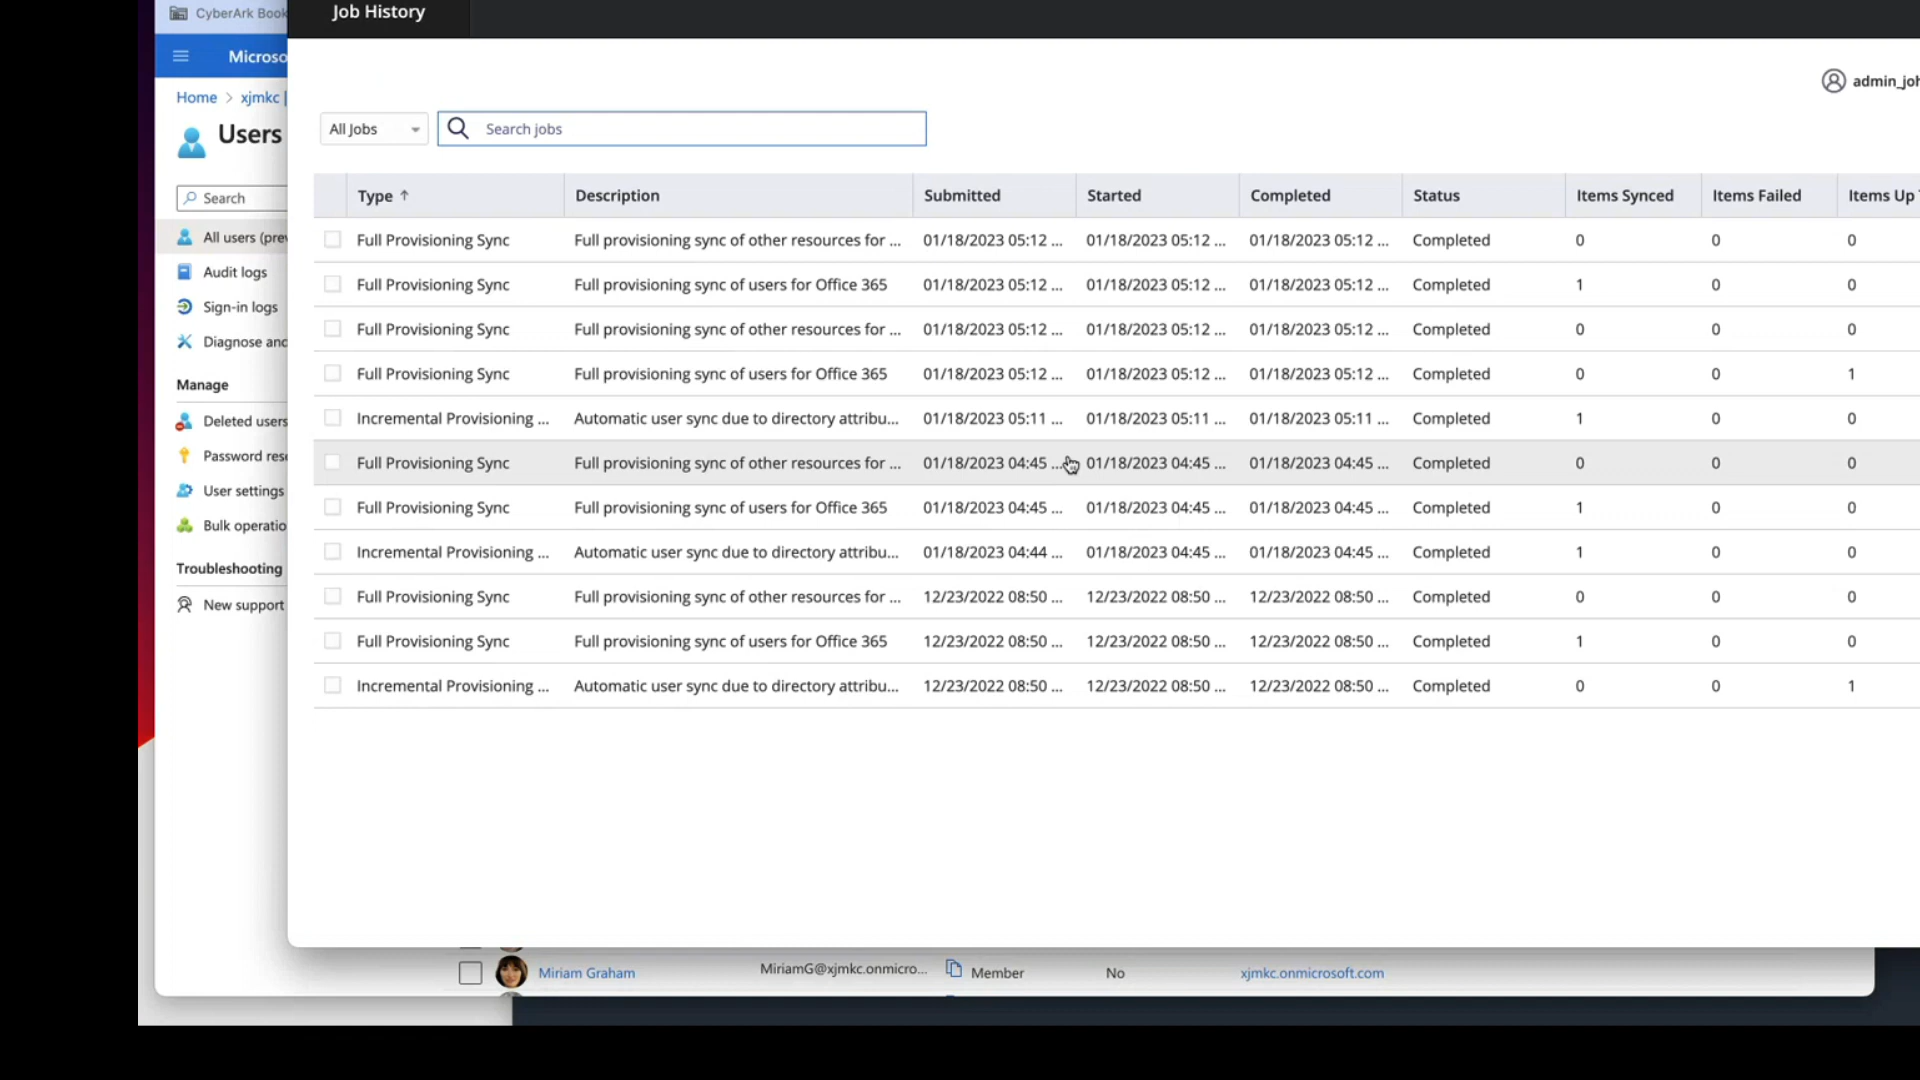 CyberArk Book
Job History
Microso
admin_joh
Home > xjmkc |
Users
All Jobs
Search jobs
Search
Type ↑ Description Submitted Started Completed Status Items Synced Items Failed Items Up
Full Provisioning Sync Full provisioning sync of other resources for ... 01/18/2023 05:12 ... 01/18/2023 05:12 ... 01/18/2023 05:12 ... Completed 0 0 0
Full Provisioning Sync Full provisioning sync of users for Office 365 01/18/2023 05:12 ... 01/18/2023 05:12 ... 01/18/2023 05:12 ... Completed 1 0 0
Full Provisioning Sync Full provisioning sync of other resources for ... 01/18/2023 05:12 ... 01/18/2023 05:12 ... 01/18/2023 05:12 ... Completed 0 0 0
Full Provisioning Sync Full provisioning sync of users for Office 365 01/18/2023 05:12 ... 01/18/2023 05:12 ... 01/18/2023 05:12 ... Completed 0 0 1
Incremental Provisioning ... Automatic user sync due to directory attribu... 01/18/2023 05:11 ... 01/18/2023 05:11 ... 01/18/2023 05:11 ... Completed 1 0 0
Full Provisioning Sync Full provisioning sync of other resources for ... 01/18/2023 04:45 ... 01/18/2023 04:45 ... 01/18/2023 04:45 ... Completed 0 0 0
Full Provisioning Sync Full provisioning sync of users for Office 365 01/18/2023 04:45 ... 01/18/2023 04:45 ... 01/18/2023 04:45 ... Completed 1 0 0
Incremental Provisioning ... Automatic user sync due to directory attribu... 01/18/2023 04:44 ... 01/18/2023 04:45 ... 01/18/2023 04:45 ... Completed 1 0 0
Full Provisioning Sync Full provisioning sync of other resources for ... 12/23/2022 08:50 ... 12/23/2022 08:50 ... 12/23/2022 08:50 ... Completed 0 0 0
Full Provisioning Sync Full provisioning sync of users for Office 365 12/23/2022 08:50 ... 12/23/2022 08:50 ... 12/23/2022 08:50 ... Completed 1 0 0
Incremental Provisioning ... Automatic user sync due to directory attribu... 12/23/2022 08:50 ... 12/23/2022 08:50 ... 12/23/2022 08:50 ... Completed 0 0 1
All users (prev
Audit logs
Sign-in logs
Diagnose and
Manage
Deleted users
Password rese
User settings
Bulk operatio
Troubleshooting
New support
Miriam Graham MiriamG@xjmkc.onmicro... Member No xjmkc.onmicrosoft.com